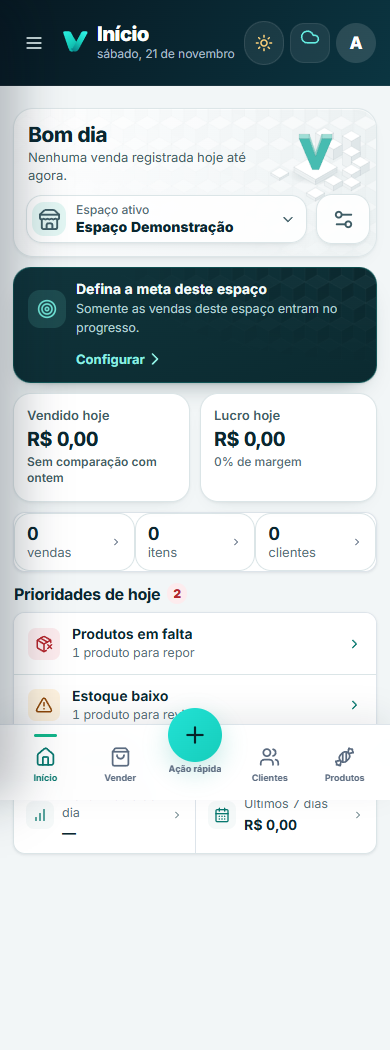 Início
sábado, 21 de novembro
A
Bom dia
Nenhuma venda registrada hoje até
agora.
Espaço ativo
Espaço Demonstração
Defina a meta deste espaço
Somente as vendas deste espaço entram no
progresso.
Configurar
Vendido hoje
R$ 0,00
Sem comparação com
ontem
Lucro hoje
R$ 0,00
0% de margem
0
vendas
0
itens
0
clientes
Prioridades de hoje
2
Produtos em falta
1 produto para repor
Estoque baixo
1 produto para
Início
Vender
Ação rápida
Clientes
Produtos
dia
—
Últimos 7 dias
R$ 0,00